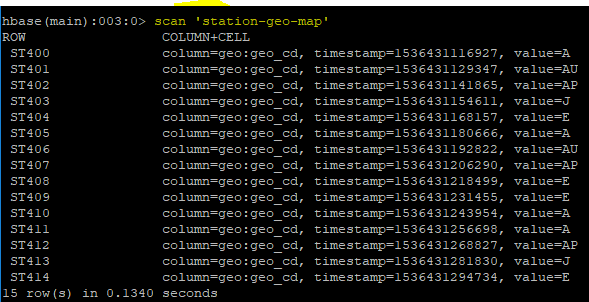 hbase(main):003:0> scan 'station-geo-map'
ROW COLUMN+CELL
ST400 column=geo:geo_cd, timestamp=1536431116927, value=A
ST401 column=geo:geo_cd, timestamp=1536431129347, value=AU
ST402 column=geo:geo_cd, timestamp=1536431141865, value=AP
ST403 column=geo:geo_cd, timestamp=1536431154611, value=J
ST404 column=geo:geo_cd, timestamp=1536431168157, value=E
ST405 column=geo:geo_cd, timestamp=1536431180666, value=A
ST406 column=geo:geo_cd, timestamp=1536431192822, value=AU
ST407 column=geo:geo_cd, timestamp=1536431206290, value=AP
ST408 column=geo:geo_cd, timestamp=1536431218499, value=E
ST409 column=geo:geo_cd, timestamp=1536431231455, value=E
ST410 column=geo:geo_cd, timestamp=1536431243954, value=A
ST411 column=geo:geo_cd, timestamp=1536431256698, value=A
ST412 column=geo:geo_cd, timestamp=1536431268827, value=AP
ST413 column=geo:geo_cd, timestamp=1536431281830, value=J
ST414 column=geo:geo_cd, timestamp=1536431294734, value=E
15 row(s) in 0.1340 seconds